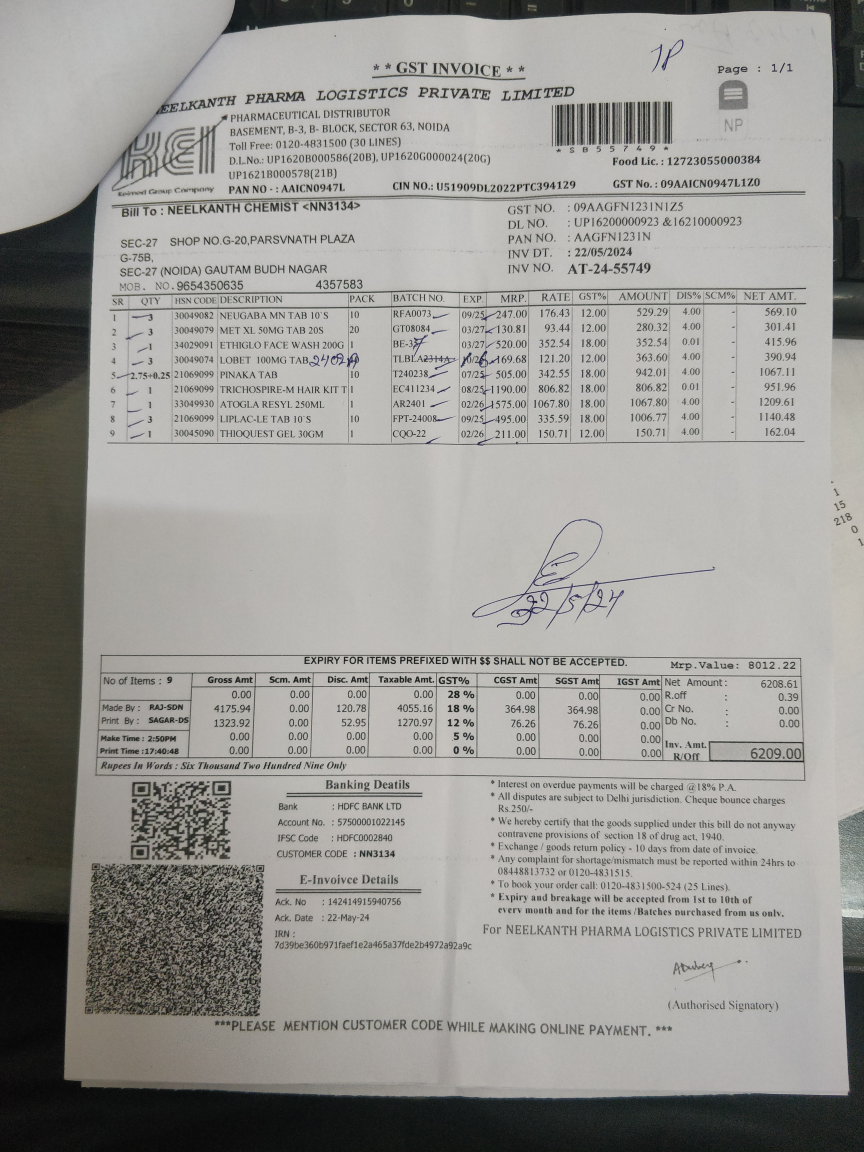 ** GST INVOICE **
JP
Page : 1/1
NEELKANTH PHARMA LOGISTICS PRIVATE LIMITED
PHARMACEUTICAL DISTRIBUTOR
BASEMENT, B-3, B- BLOCK, SECTOR 63, NOIDA
Toll Free: 0120-4831500 (30 LINES)
D.L.No.: UP1620B000586(20B), UP1620G000024(20G)
UP1621B000578(21B)
PAN NO - : AAICN0947L
KEI
Keimed Group Company
*SB55749*
NP
CIN NO.: U51909DL2022PTC394129
Food Lic. : 12723055000384
GST No. : 09AAICN0947L1Z0
Bill To : NEELKANTH CHEMIST <NN3134>
SEC-27 SHOP NO.G-20,PARSVNATH PLAZA
G-75B,
SEC-27 (NOIDA) GAUTAM BUDH NAGAR
MOB. NO.9654350635 4357583
GST NO. : 09AAGFN1231N1Z5
DL NO. : UP16200000923 &16210000923
PAN NO. : AAGFN1231N
INV DT. : 22/05/2024
INV NO. AT-24-55749
SR QTY HSN CODE DESCRIPTION PACK BATCH NO. EXP. MRP. RATE GST% AMOUNT DIS% SCM% NET AMT.
1 3 30049082 NEUGABA MN TAB 10`S 10 RFA0073 09/25 247.00 176.43 12.00 529.29 4.00 - 569.10
2 3 30049079 MET XL 50MG TAB 20S 20 GT08084 03/27 130.81 93.44 12.00 280.32 4.00 - 301.41
3 1 34029091 ETHIGLO FACE WASH 200G 1 BE-37 03/27 520.00 352.54 18.00 352.54 0.01 - 415.96
4 3 30049074 LOBET 100MG TAB 2402A 10 TLBLA2314A 10/26 169.68 121.20 12.00 363.60 4.00 - 390.94
5 2.75+0.25 21069099 PINAKA TAB 10 T240238 07/25 505.00 342.55 18.00 942.01 4.00 - 1067.11
6 1 21069099 TRICHOSPIRE-M HAIR KIT T 1 EC411234 08/25 1190.00 806.82 18.00 806.82 0.01 - 951.96
7 1 33049930 ATOGLA RESYL 250ML 1 AR2401 02/26 1575.00 1067.80 18.00 1067.80 4.00 - 1209.61
8 3 21069099 LIPLAC-LE TAB 10`S 10 FPT-24008 09/25 495.00 335.59 18.00 1006.77 4.00 - 1140.48
9 1 30045090 THIOQUEST GEL 30GM 1 CQO-22 02/26 211.00 150.71 12.00 150.71 4.00 - 162.04
22/5/24
EXPIRY FOR ITEMS PREFIXED WITH $$ SHALL NOT BE ACCEPTED.
Mrp.Value: 8012.22
No of Items : 9 Gross Amt Scm. Amt Disc. Amt Taxable. Amt GST% CGST Amt SGST Amt IGST Amt Net Amount: 6208.61
0.00 0.00 0.00 0.00 28 % 0.00 0.00 0.00 R.off : 0.39
Made By : RAJ-SDN 4175.94 0.00 120.78 4055.16 18 % 364.98 364.98 0.00 Cr No. : 0.00
Print By : SAGAR-DS 1323.92 0.00 52.95 1270.97 12 % 76.26 76.26 0.00 Db No. : 0.00
Make Time : 2:50PM 0.00 0.00 0.00 0.00 5 % 0.00 0.00 0.00
Print Time :17:40:48 0.00 0.00 0.00 0.00 0 % 0.00 0.00 0.00 Inv. Amt. R/Off 6209.00
Rupees In Words : Six Thousand Two Hundred Nine Only
Banking Deatils
Bank : HDFC BANK LTD
Account No. : 57500001022145
IFSC Code : HDFC0002840
CUSTOMER CODE : NN3134
E-Invoivce Details
Ack. No : 142414915940756
Ack. Date : 22-May-24
IRN :
7d39be360b971faef1e2a465a37fde2b4972a92a9c
* Interest on overdue payments will be charged @18% P.A.
* All disputes are subject to Delhi jurisdiction. Cheque bounce charges
Rs.250/-
* We hereby certify that the goods supplied under this bill do not anyway
contravene provisions of section 18 of drug act, 1940.
* Exchange / goods return policy - 10 days from date of invoice.
* Any complaint for shortage/mismatch must be reported within 24hrs to
08448813732 or 0120-4831515.
* To book your order call: 0120-4831500-524 (25 Lines).
* Expiry and breakage will be accepted from 1st to 10th of
every month and for the items /Batches purchased from us only.
For NEELKANTH PHARMA LOGISTICS PRIVATE LIMITED
(Authorised Signatory)
***PLEASE MENTION CUSTOMER CODE WHILE MAKING ONLINE PAYMENT. ***
1
15
218
0
1